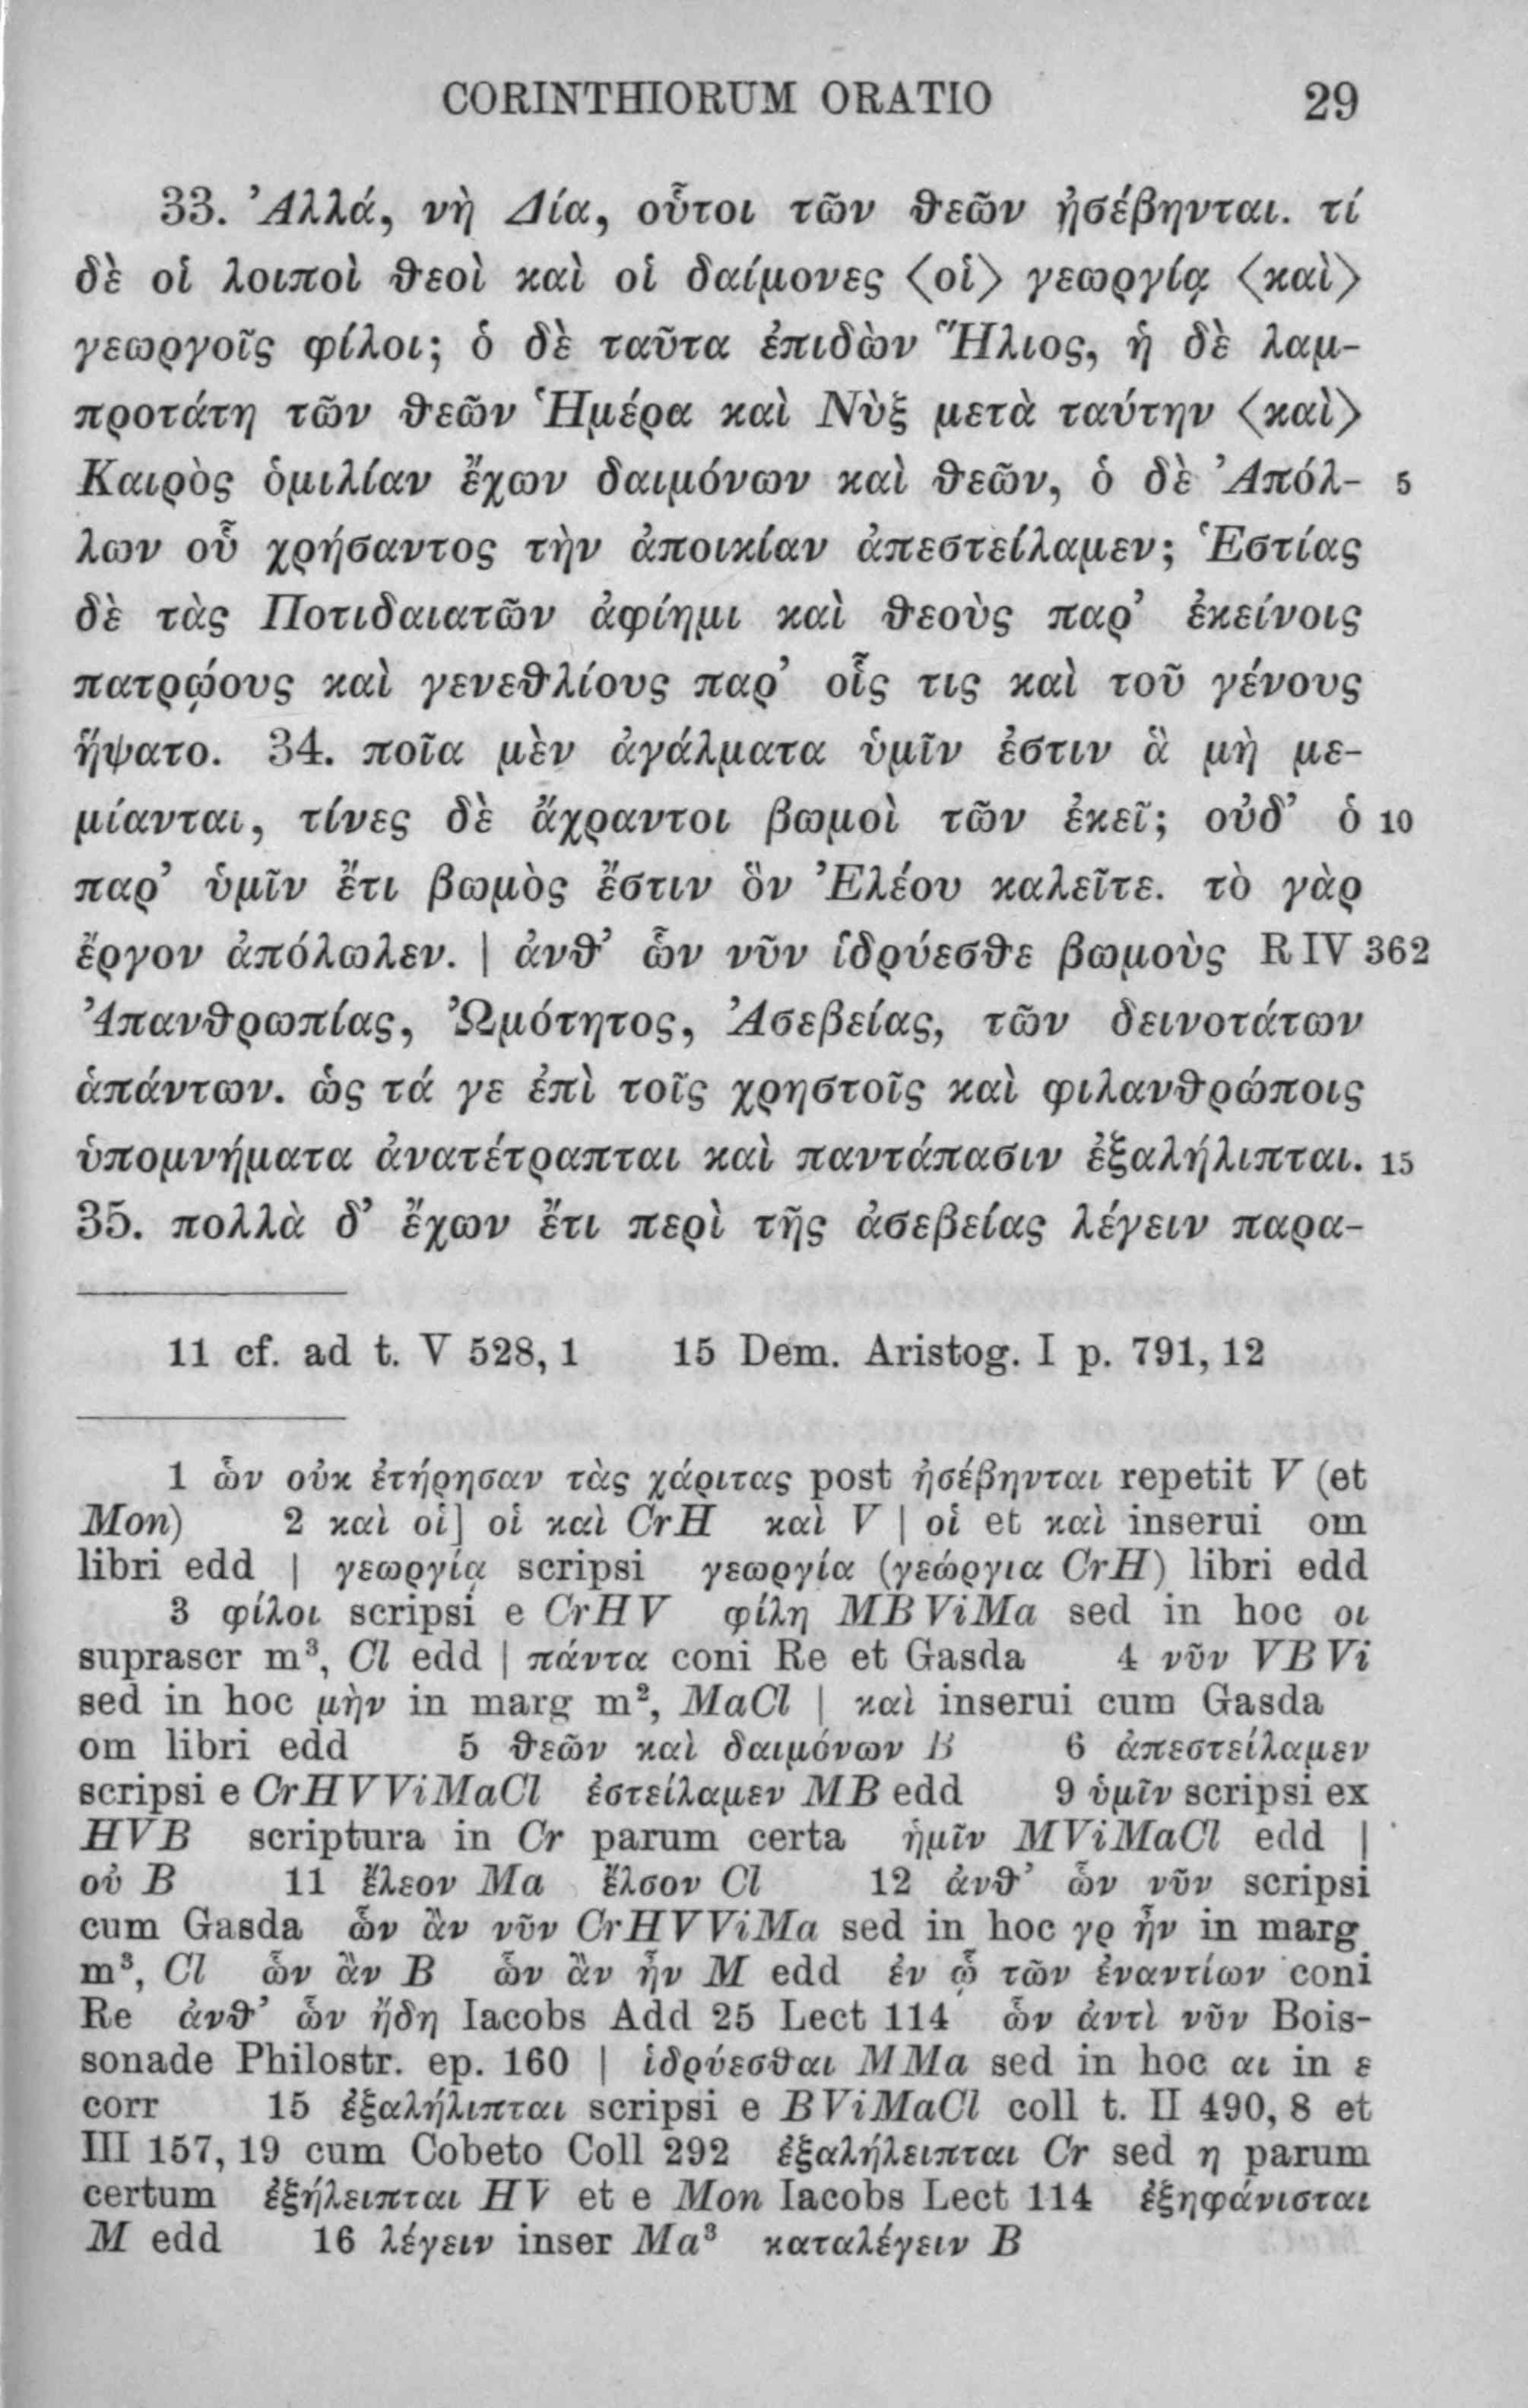 CORINTHIORUM ORATIO 29
33. Ἀλλά, νὴ Δία, οὗτοι τῶν θεῶν ἠσέβηνται. τί
δὲ οἱ λοιποὶ θεοὶ καὶ οἱ δαίμονες ⟨οἱ⟩ γεωργίᾳ ⟨καὶ⟩
γεωργοῖς φίλοι; ὁ δὲ ταῦτα ἐπιδὼν Ἥλιος, ἡ δὲ λαμ-
προτάτη τῶν θεῶν Ἡμέρα καὶ Νὺξ μετὰ ταύτην ⟨καὶ⟩
Καιρὸς ὁμιλίαν ἔχων δαιμόνων καὶ θεῶν, ὁ δὲ Ἀπόλ- 5
λων οὗ χρήσαντος τὴν ἀποικίαν ἀπεστείλαμεν; Ἑστίας
δὲ τὰς Ποτιδαιατῶν ἀφίημι καὶ θεοὺς παρ’ ἐκείνοις
πατρῴους καὶ γενεθλίους παρ’ οἷς τις καὶ τοῦ γένους
ἥψατο. 34. ποῖα μὲν ἀγάλματα ὑμῖν ἐστιν ἃ μὴ με-
μίανται, τίνες δὲ ἄχραντοι βωμοὶ τῶν ἐκεῖ; οὐδ’ ὁ 10
παρ’ ὑμῖν ἔτι βωμὸς ἔστιν ὃν Ἐλέου καλεῖτε. τὸ γὰρ
ἔργον ἀπόλωλεν. | ἀνθ’ ὧν νῦν ἱδρύεσθε βωμοὺς R IV 362
Ἀπανθρωπίας, Ὠμότητος, Ἀσεβείας, τῶν δεινοτάτων
ἁπάντων. ὡς τά γε ἐπὶ τοῖς χρηστοῖς καὶ φιλανθρώποις
ὑπομνήματα ἀνατέτραπται καὶ παντάπασιν ἐξαλήλιπται. 15
35. πολλὰ δ’ ἔχων ἔτι περὶ τῆς ἀσεβείας λέγειν παρα-
11 cf. ad t. V 528, 1 15 Dem. Aristog. I p. 791, 12
1 ὧν οὐκ ἐτήρησαν τὰς χάριτας post ἠσέβηνται repetit V (et
Mon) 2 καὶ οἱ] οἱ καὶ CrH καὶ V | οἱ et καὶ inserui om
libri edd | γεωργίᾳ scripsi γεωργία (γεώργια CrH) libri edd
3 φίλοι scripsi e CrHV φίλη MBViMa sed in hoc οι
suprascr m³, Cl edd | πάντα coni Re et Gasda 4 νῦν VBVi
sed in hoc μὴν in marg m², MaCl | καὶ inserui cum Gasda
om libri edd 5 θεῶν καὶ δαιμόνων B 6 ἀπεστείλαμεν
scripsi e CrHVViMaCl ἐστείλαμεν MB edd 9 ὑμῖν scripsi ex
HVB scriptura in Cr parum certa ἡμῖν MViMaCl edd |
οὐ B 11 ἔλεον Ma ἔλσον Cl 12 ἀνθ’ ὧν νῦν scripsi
cum Gasda ὧν ἂν νῦν CrHVViMa sed in hoc γρ ἦν in marg
m³, Cl ὧν ἂν B ὧν ἂν ἦν M edd ἐν ᾧ τῶν ἐναντίων coni
Re ἀνθ’ ὧν ἤδη Iacobs Add 25 Lect 114 ὧν ἀντὶ νῦν Bois-
sonade Philostr. ep. 160 | ἱδρύεσθαι MMa sed in hoc αι in ε
corr 15 ἐξαλήλιπται scripsi e BViMaCl coll t. II 490, 8 et
III 157, 19 cum Cobeto Coll 292 ἐξαλήλειπται Cr sed η parum
certum ἐξήλειπται HV et e Mon Iacobs Lect 114 ἐξηφάνισται
M edd 16 λέγειν inser Ma³ καταλέγειν B